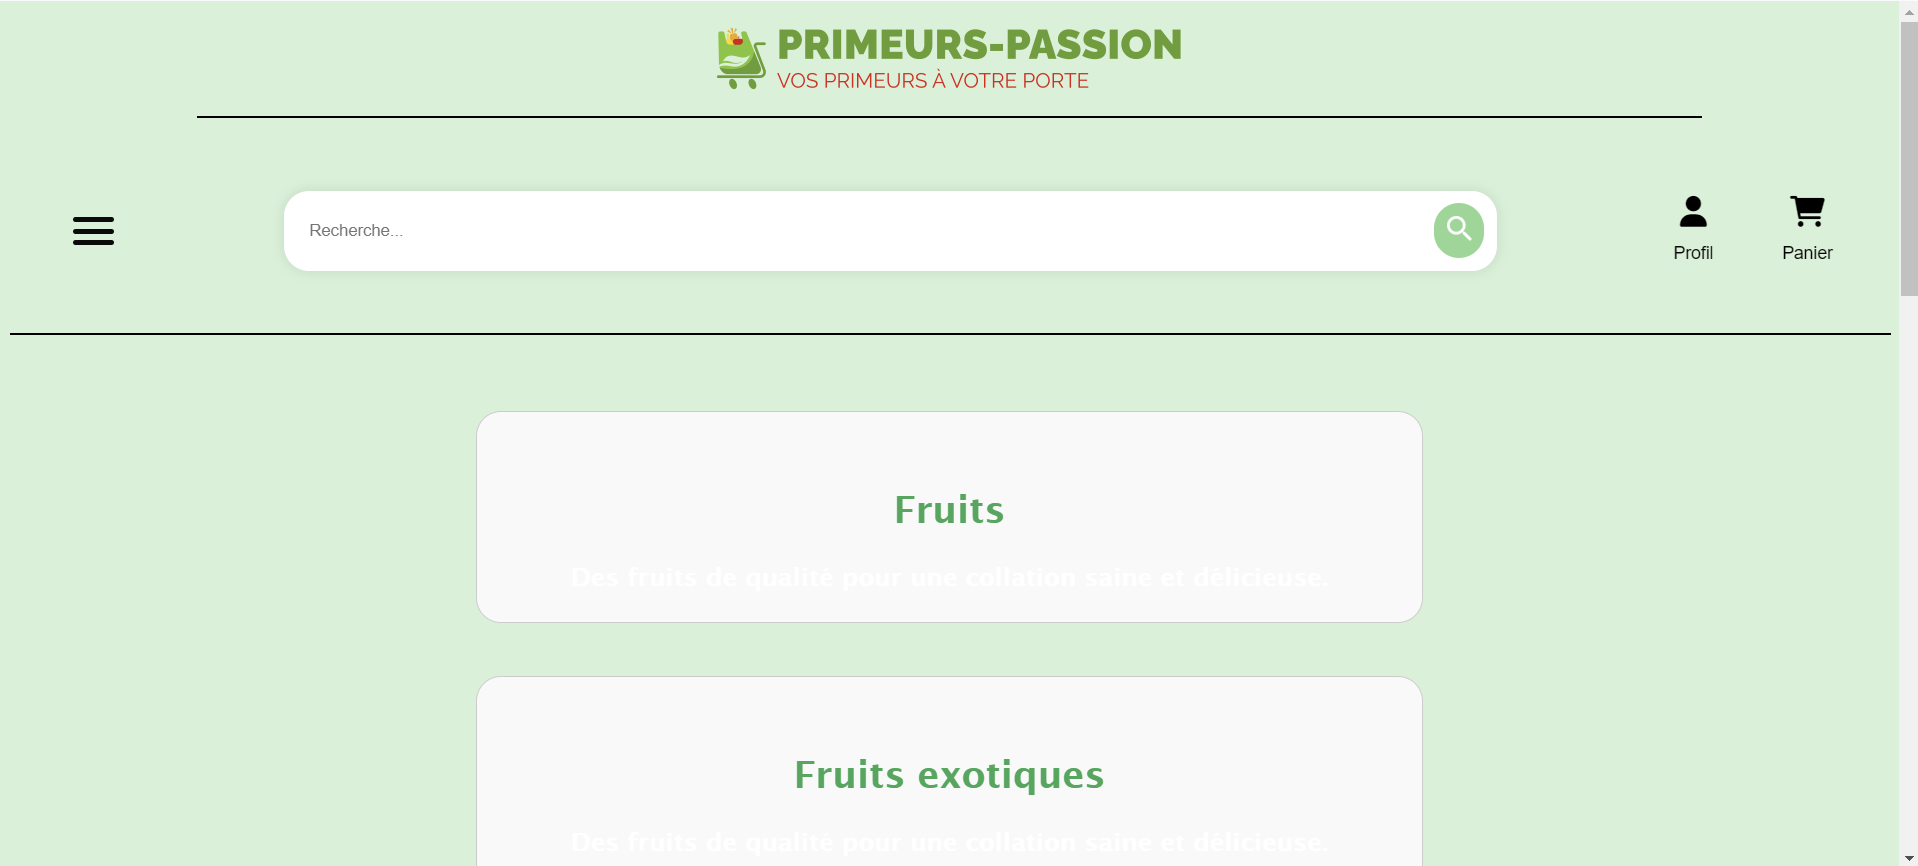 PRIMEURS-PASSION
VOS PRIMEURS À VOTRE PORTE
Recherche...
Profil
Panier
Fruits
Des fruits de qualité pour une collation saine et délicieuse.
Fruits exotiques
Des fruits de qualité pour une collation saine et délicieuse.